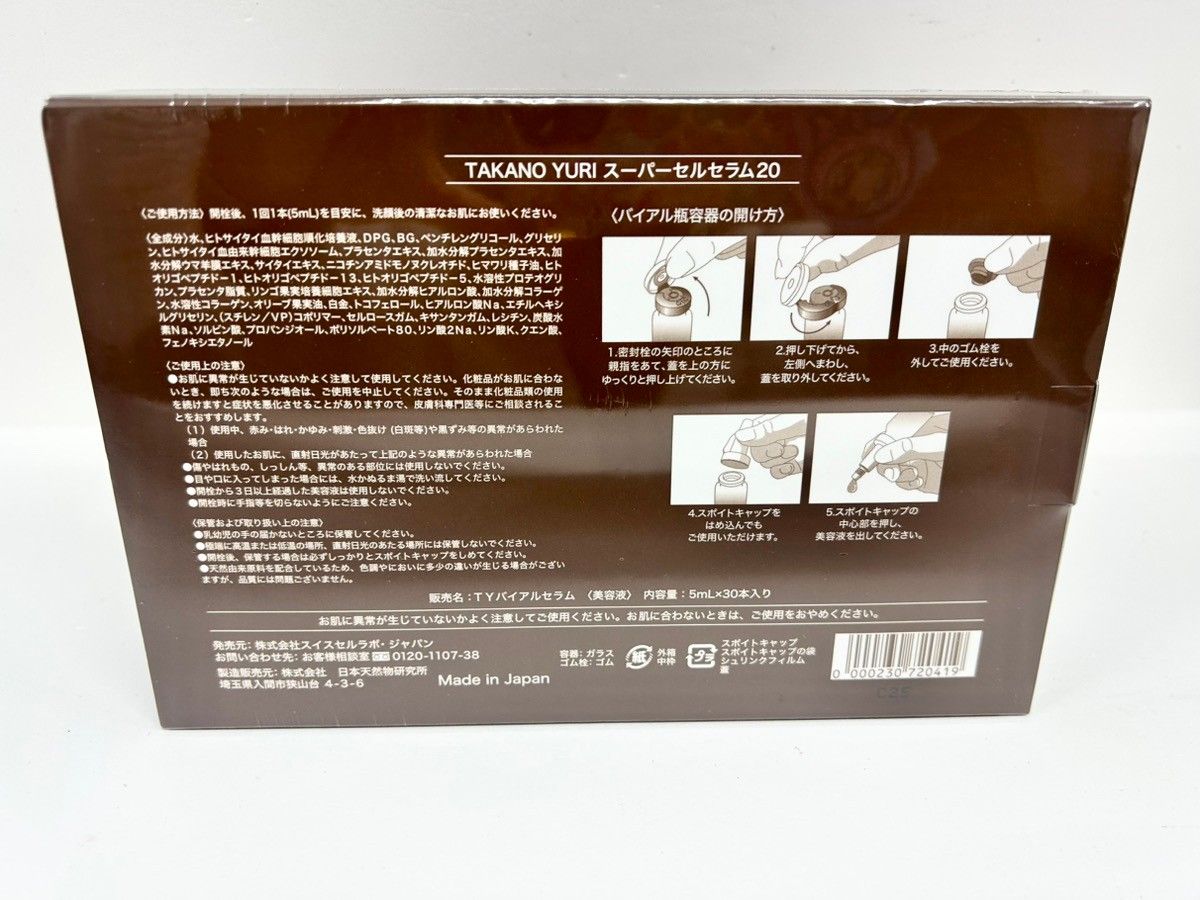 TAKANO YURI スーパーセルセラム20
〈ご使用方法〉開栓後、1回1本(5mL)を目安に、洗顔後の清潔なお肌にお使いください。
〈全成分〉水、ヒトサイタイ血幹細胞順化培養液、DPG、BG、ペンチレングリコール、グリセリ
ン、ヒトサイタイ血由来幹細胞エクソソーム、プラセンタエキス、加水分解プラセンタエキス、加
水分解ウマ羊膜エキス、サイタイエキス、ニコチンアミドモノヌクレオチド、ヒマワリ種子油、ヒト
オリゴペプチド－1、ヒトオリゴペプチド－13、ヒトオリゴペプチド－5、水溶性プロテオグリ
カン、プラセンタ脂質、リンゴ果実培養細胞エキス、加水分解ヒアルロン酸、加水分解コラーゲ
ン、水溶性コラーゲン、オリーブ果実油、白金、トコフェロール、ヒアルロン酸Na、エチルヘキシ
ルグリセリン、(スチレン/VP)コポリマー、セルロースガム、キサンタンガム、レシチン、炭酸水
素Na、ソルビン酸、プロパンジオール、ポリソルベート80、リン酸2Na、リン酸K、クエン酸、
フェノキシエタノール
〈ご使用上の注意〉
●お肌に異常が生じていないかよく注意して使用してください。化粧品がお肌に合わな
いとき、即ち次のような場合は、ご使用を中止してください。そのまま化粧品類の使用
を続けますと症状を悪化させることがありますので、皮膚科専門医等にご相談されるこ
とをおすすめします。
（1）使用中、赤み・はれ・かゆみ・刺激・色抜け(白斑等)や黒ずみ等の異常があらわれた
場合
（2）使用したお肌に、直射日光があたって上記のような異常があらわれた場合
●傷やはれもの、しっしん等、異常のある部位には使用しないでください。
●目や口に入ってしまった場合には、水かぬるま湯で洗い流してください。
●開栓から3日以上経過した美容液は使用しないでください。
●開栓時に手指等を切らないようにご注意ください。
〈保管および取り扱い上の注意〉
●乳幼児の手の届かないところに保管してください。
●極端に高温または低温の場所、直射日光のあたる場所には保管しないでください。
●開栓後、保管する場合は必ずしっかりとスポイトキャップをしめてください。
●天然由来原料を配合しているため、色調やにおいに多少の違いが生じる場合がござい
ますが、品質には問題ございません。
〈バイアル瓶容器の開け方〉
1.密封栓の矢印のところに
親指をあて、蓋を上の方に
ゆっくりと押し上げてください。
2.押し下げてから、
左側へまわし、
蓋を取り外してください。
3.中のゴム栓を
外してご使用ください。
4.スポイトキャップを
はめ込んでも
ご使用いただけます。
5.スポイトキャップの
中心部を押し、
美容液を出してください。
販売名：TYバイアルセラム 〈美容液〉 内容量：5mL×30本入り
お肌に異常が生じていないかよく注意してご使用ください。お肌に合わないときは、ご使用をおやめください。
発売元：株式会社スイスセルラボ・ジャパン
お問い合わせ先：お客様相談室 0120-1107-38
製造販売元：株式会社 日本天然物研究所
埼玉県入間市狭山台 4-3-6
Made in Japan
容器：ガラス
ゴム栓：ゴム
紙
外箱
中枠
プラ
スポイトキャップ
スポイトキャップの袋
シュリンクフィルム
蓋
0 000230 720419